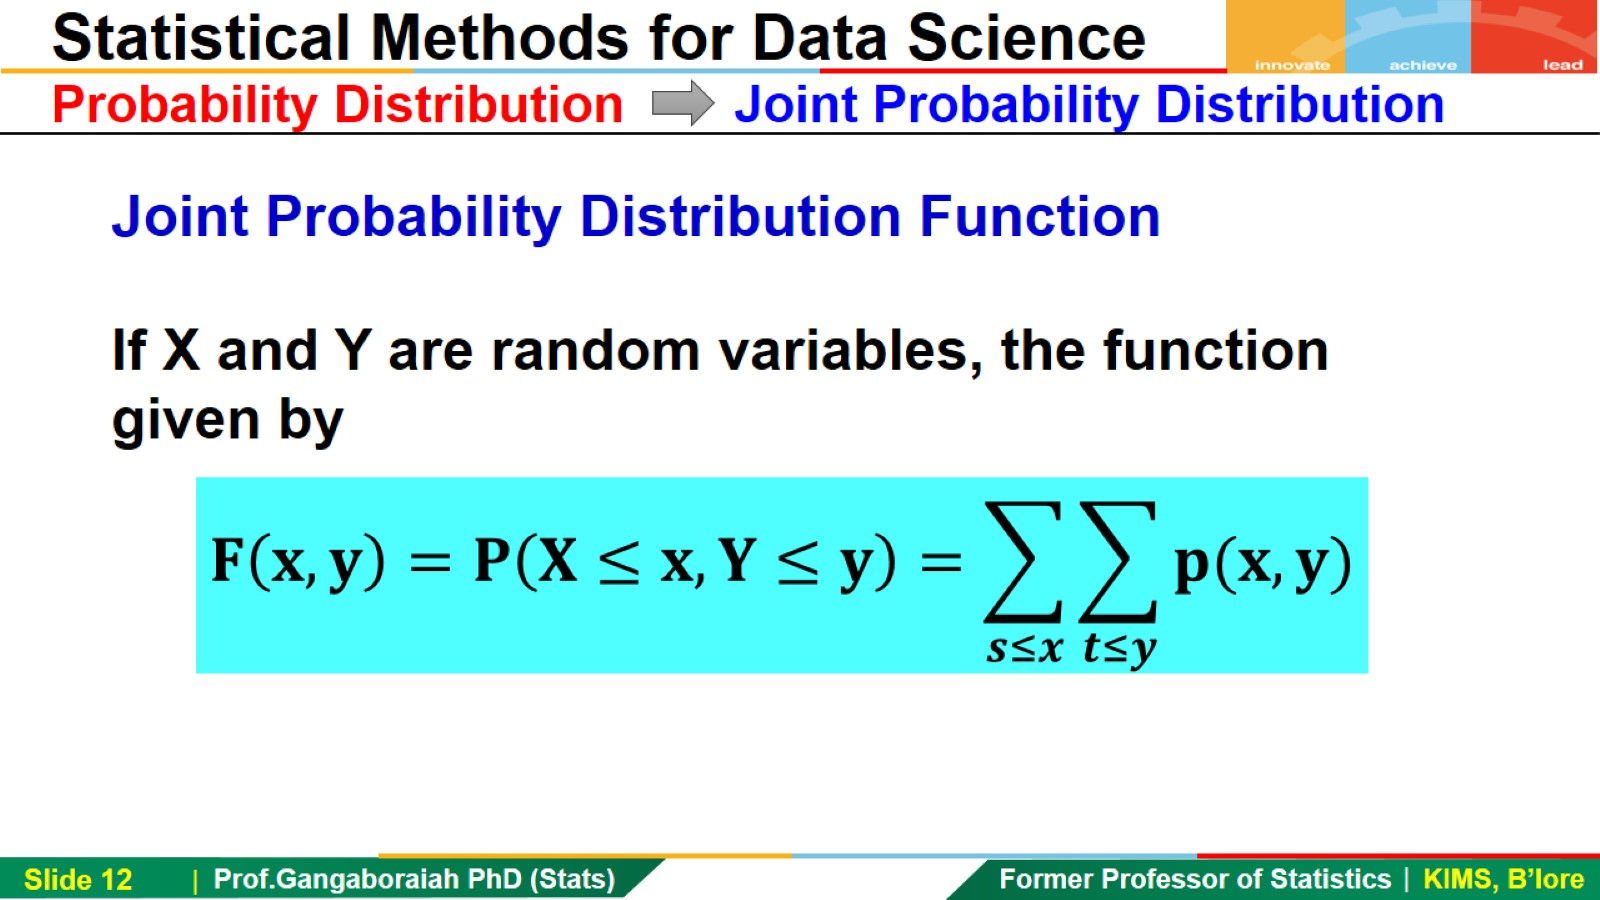 Statistical Methods for Data Science
innovate achieve lead
Probability Distribution Joint Probability Distribution
Joint Probability Distribution Function
If X and Y are random variables, the function
given by
F(x, y) = P(X ≤ x, Y ≤ y) = ∑ ∑ p(x, y)
s≤x t≤y
Slide 12 | Prof.Gangaboraiah PhD (Stats) Former Professor of Statistics | KIMS, B’lore